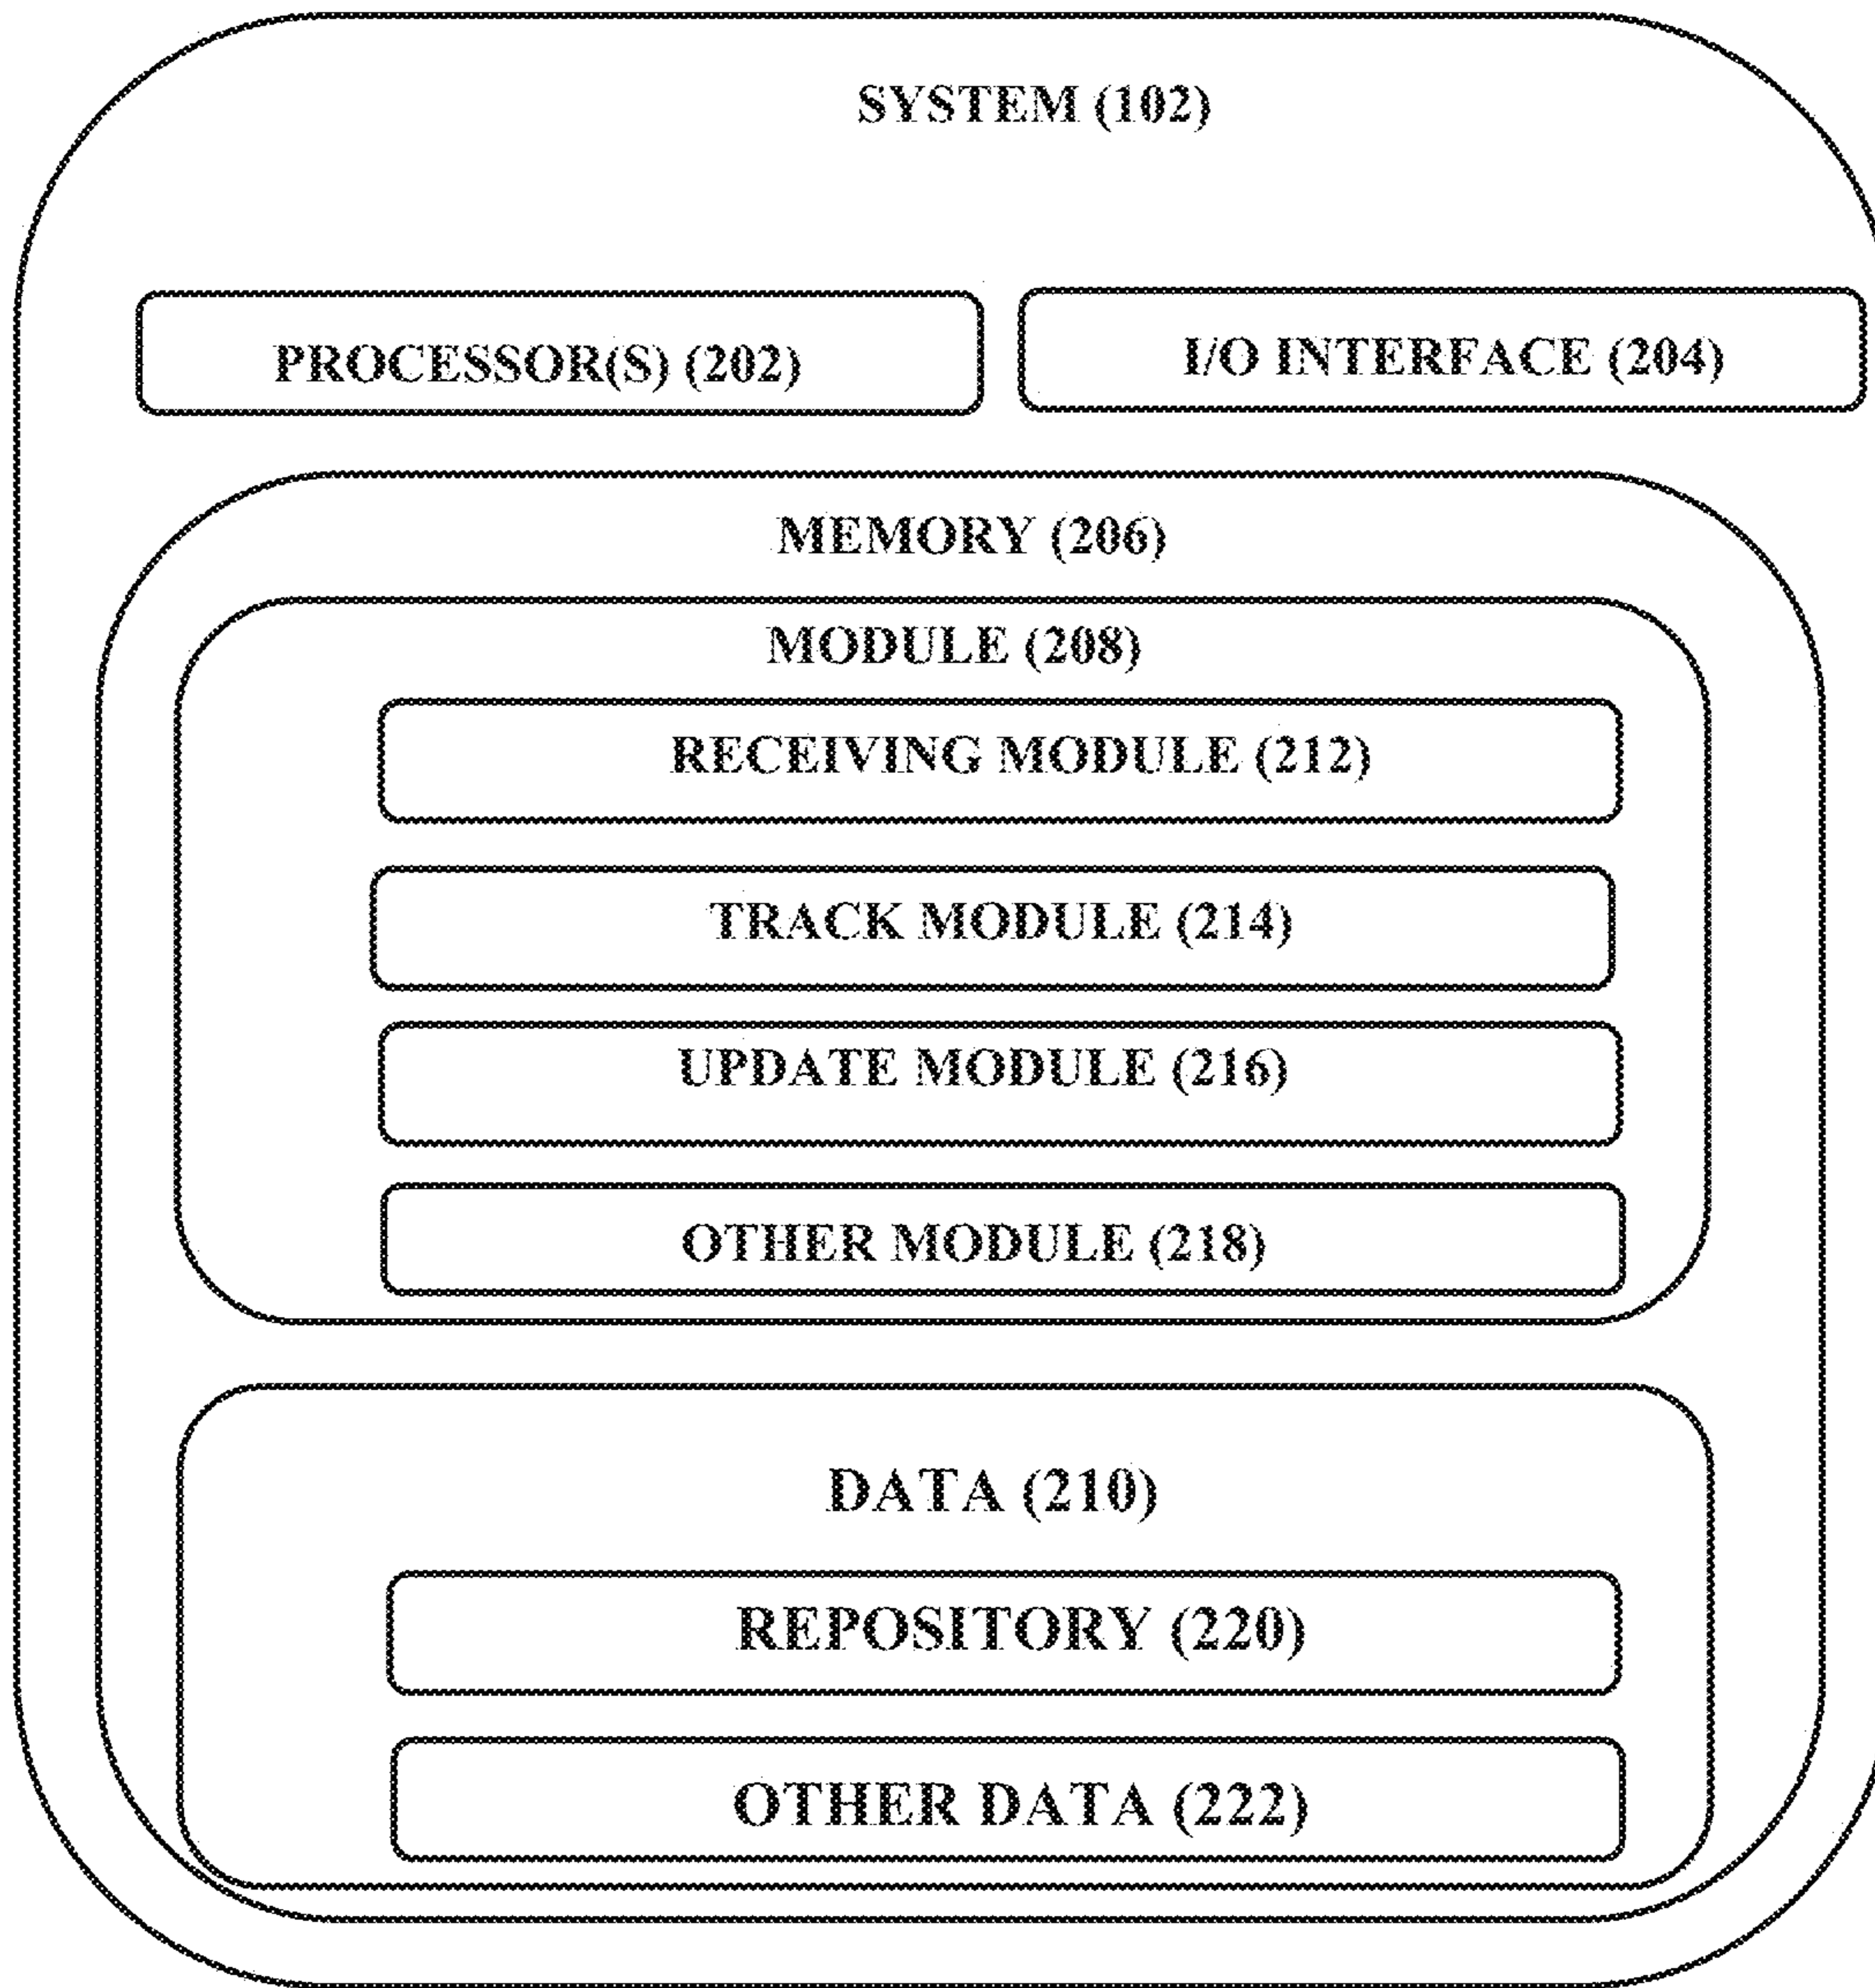 SYSTEM (102)
PROCESSOR(S) (202)
I/O INTERFACE (204)
MEMORY (206)
MODULE (208)
RECEIVING MODULE (212)
TRACK MODULE (214)
UPDATE MODULE (216)
OTHER MODULE (218)
DATA (210)
REPOSITORY (220)
OTHER DATA (222)